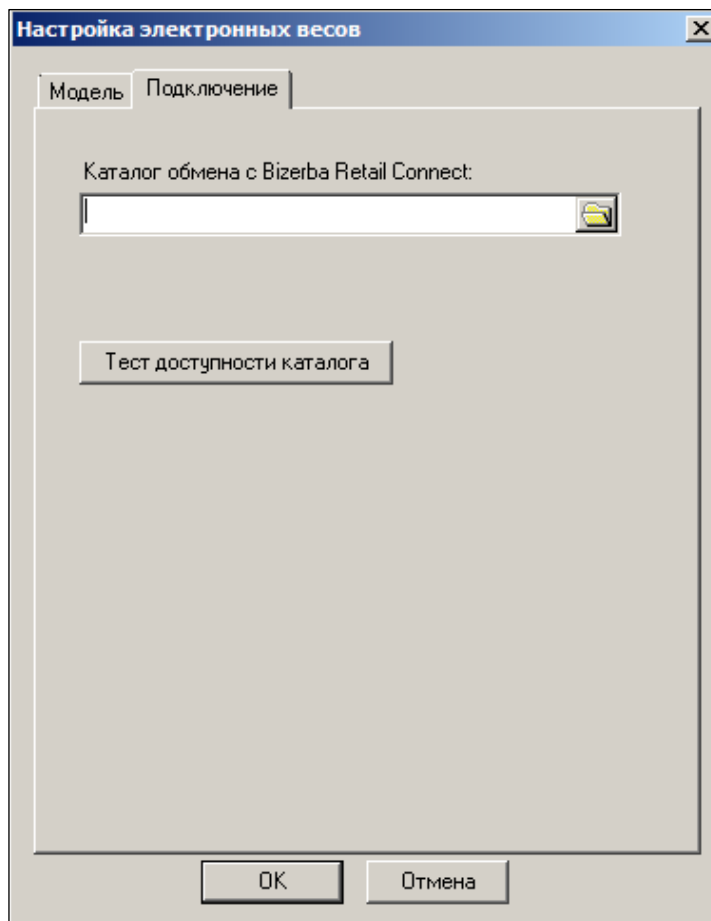 Настройка электронных весов
Модель
Подключение
Каталог обмена с Bizerba Retail Connect:
Тест доступности каталога
OK
Отмена